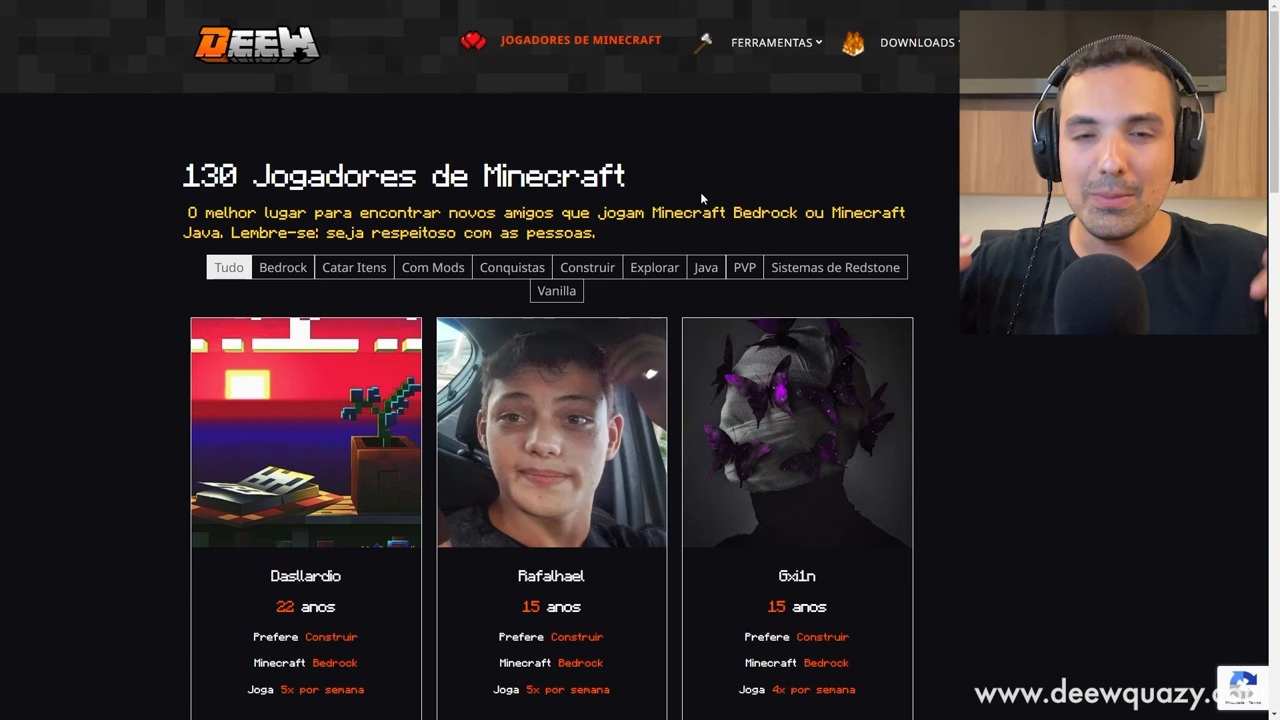 DEEW
JOGADORES DE MINECRAFT
FERRAMENTAS
DOWNLOADS
130 Jogadores de Minecraft
O melhor lugar para encontrar novos amigos que jogam Minecraft Bedrock ou Minecraft
Java. Lembre-se: seja respeitoso com as pessoas.
Tudo Bedrock Catar Itens Com Mods Conquistas Construir Explorar Java PVP Sistemas de Redstone
Vanilla
Dasllardio
22 anos
Prefere Construir
Minecraft Bedrock
Joga 5x por semana
Rafalhael
15 anos
Prefere Construir
Minecraft Bedrock
Joga 5x por semana
Gxi1n
15 anos
Prefere Construir
Minecraft Bedrock
Joga 4x por semana
www.deewquazy.